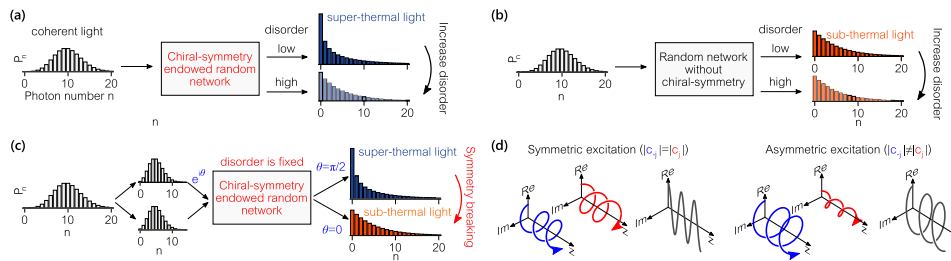 (a)
coherent light
Pn
0 10 20
Photon number n
n
Chiral-symmetry
endowed random
network
disorder
low
high
super-thermal light
0 10 20
n
Increase disorder
(b)
Pn
0 10 20
n
Random network
without
chiral-symmetry
disorder
low
high
sub-thermal light
0 10 20
n
Increase disorder
(c)
Pn
0 10 20
n
0 10
0 10
e^iθ
disorder is fixed
Chiral-symmetry
endowed random
network
θ=π/2
θ=0
super-thermal light
sub-thermal light
0 10 20
n
Symmetry breaking
(d)
Symmetric excitation (|c-j|=|cj|)
Re
Im
Re
Re
Im
z
Asymmetric excitation (|c-j|≠|cj|)
Re
Im
Re
Re
Im
z